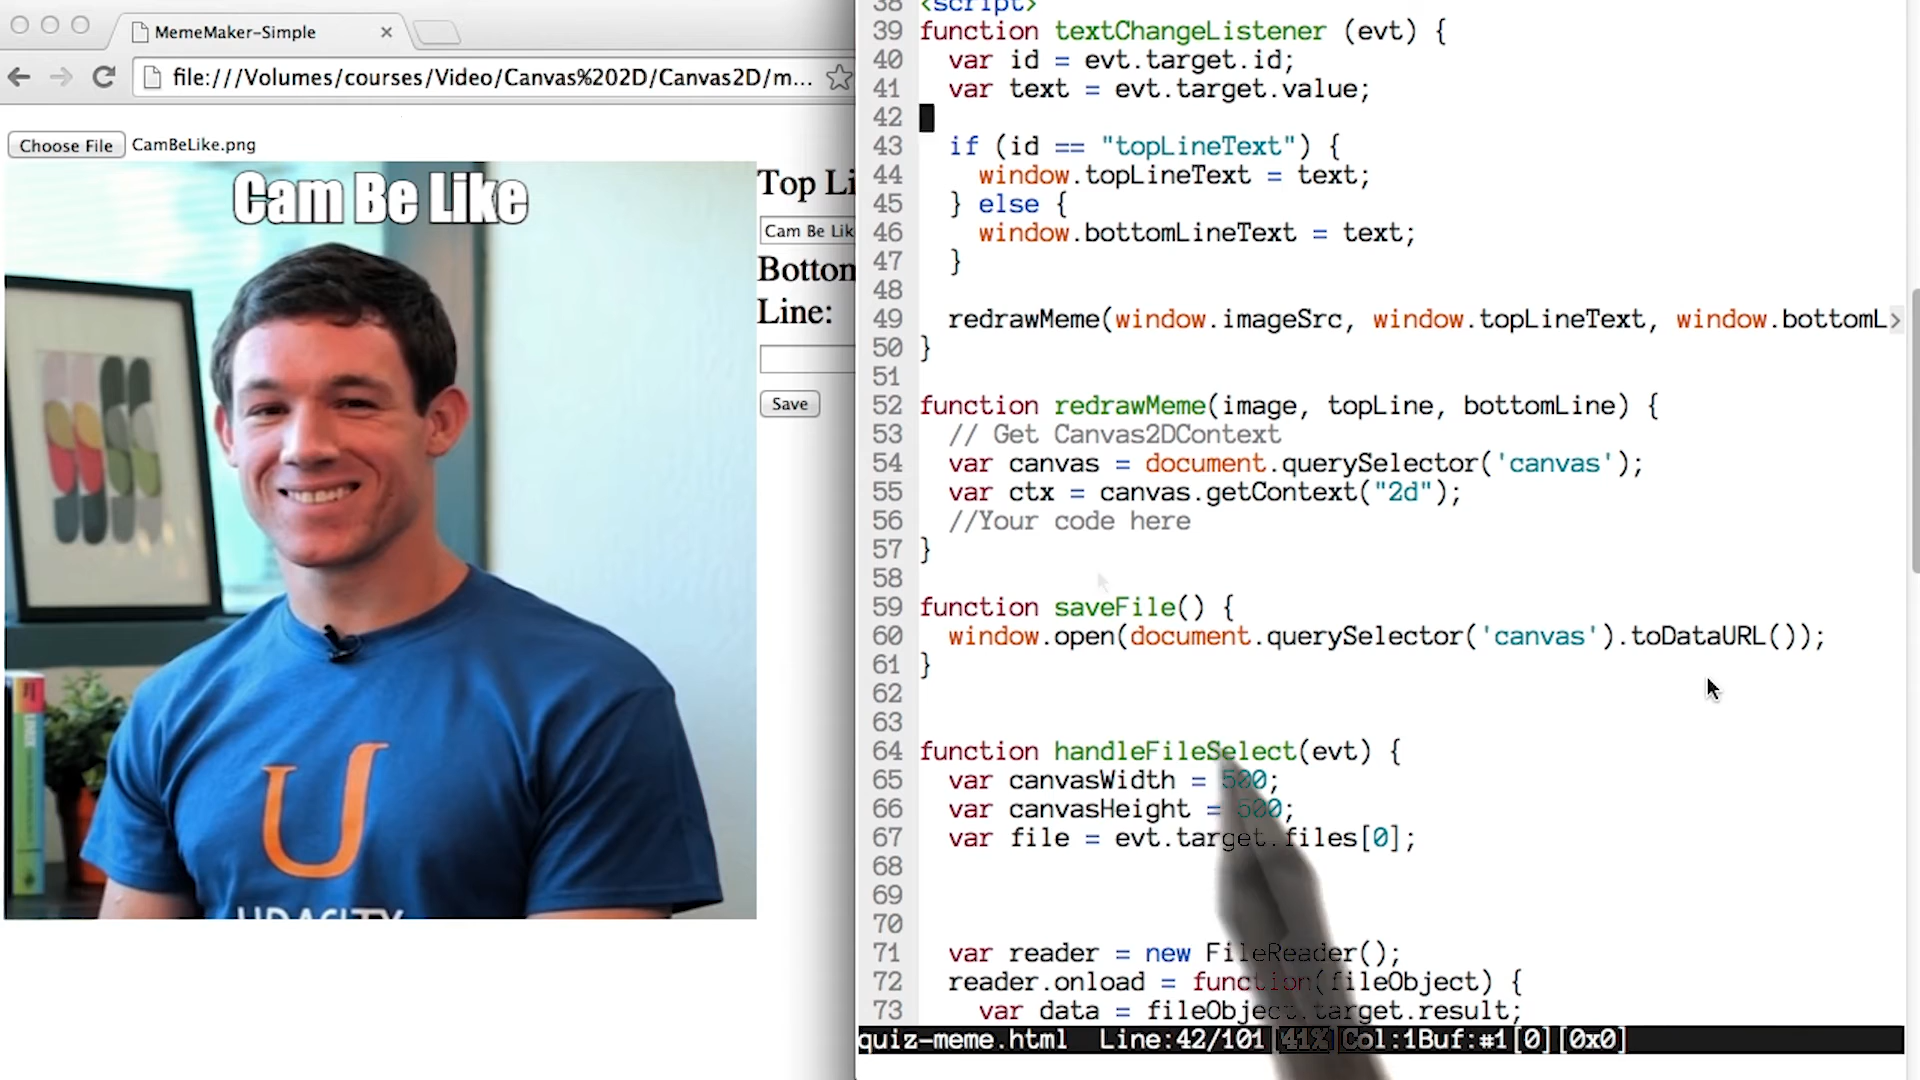 MemeMaker-Simple
file:///Volumes/courses/Video/Canvas%202D/Canvas2D/m...
Choose File CamBeLike.png
Cam Be Like
Top Li
Cam Be Lik
Bottom
Line:
Save
U
UDACITY
38 <script>
39 function textChangeListener (evt) {
40 var id = evt.target.id;
41 var text = evt.target.value;
42
43 if (id == "topLineText") {
44 window.topLineText = text;
45 } else {
46 window.bottomLineText = text;
47 }
48
49 redrawMeme(window.imageSrc, window.topLineText, window.bottomL>
50 }
51
52 function redrawMeme(image, topLine, bottomLine) {
53 // Get Canvas2DContext
54 var canvas = document.querySelector('canvas');
55 var ctx = canvas.getContext("2d");
56 //Your code here
57 }
58
59 function saveFile() {
60 window.open(document.querySelector('canvas').toDataURL());
61 }
62
63
64 function handleFileSelect(evt) {
65 var canvasWidth = 500;
66 var canvasHeight = 500;
67 var file = evt.target.files[0];
68
69
70
71 var reader = new FileReader();
72 reader.onload = function(fileObject) {
73 var data = fileObject.target.result;
quiz-meme.html Line:42/101[41%]Col:1Buf:#1[0][0x0]